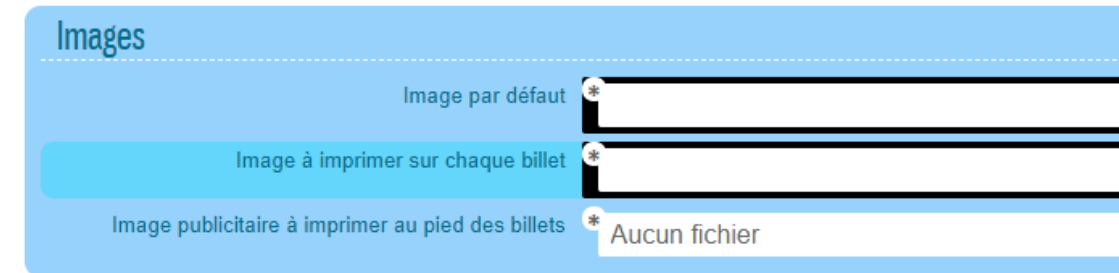 Images
Image par défaut *
Image à imprimer sur chaque billet *
Image publicitaire à imprimer au pied des billets * Aucun fichier